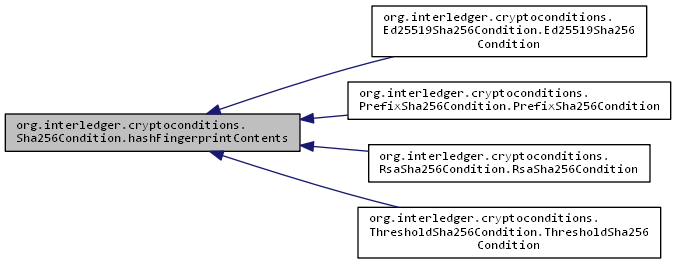 org.interledger.cryptoconditions.
Ed25519Sha256Condition.Ed25519Sha256
Condition
org.interledger.cryptoconditions.
PrefixSha256Condition.PrefixSha256Condition
org.interledger.cryptoconditions.
Sha256Condition.hashFingerprintContents
org.interledger.cryptoconditions.
RsaSha256Condition.RsaSha256Condition
org.interledger.cryptoconditions.
ThresholdSha256Condition.ThresholdSha256
Condition